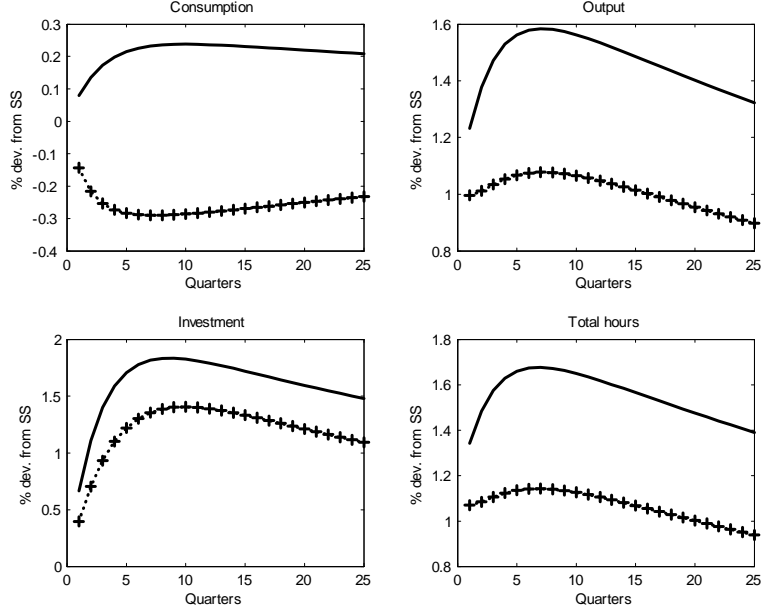 Consumption
0.3
0.2
0.1
0
-0.1
-0.2
-0.3
-0.4
% dev. from SS
0 5 10 15 20 25
Quarters
Output
1.6
1.4
1.2
1
0.8
% dev. from SS
0 5 10 15 20 25
Quarters
Investment
2
1.5
1
0.5
0
% dev. from SS
0 5 10 15 20 25
Quarters
Total hours
1.8
1.6
1.4
1.2
1
0.8
% dev. from SS
0 5 10 15 20 25
Quarters